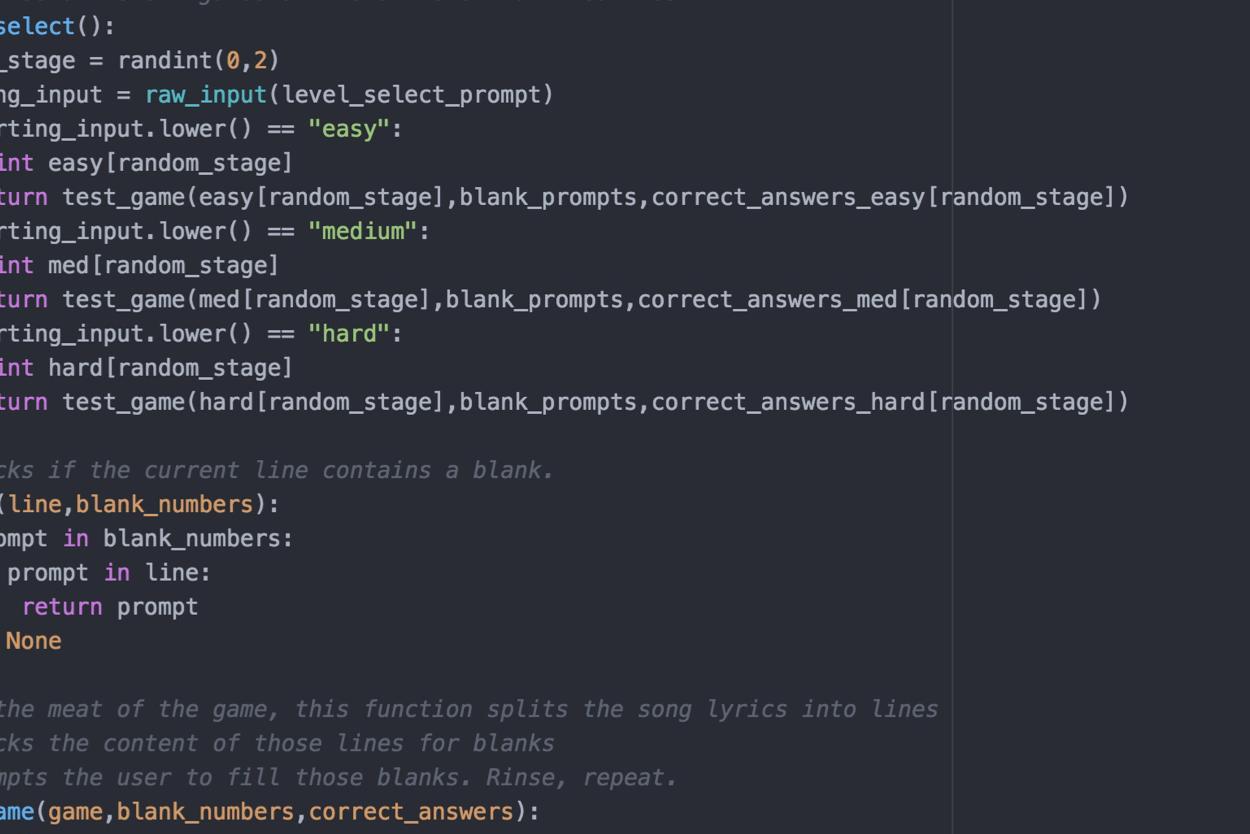 select():
_stage = randint(0,2)
ng_input = raw_input(level_select_prompt)
rting_input.lower() == "easy":
int easy[random_stage]
turn test_game(easy[random_stage],blank_prompts,correct_answers_easy[random_stage])
rting_input.lower() == "medium":
int med[random_stage]
turn test_game(med[random_stage],blank_prompts,correct_answers_med[random_stage])
rting_input.lower() == "hard":
int hard[random_stage]
turn test_game(hard[random_stage],blank_prompts,correct_answers_hard[random_stage])
cks if the current line contains a blank.
(line,blank_numbers):
ompt in blank_numbers:
prompt in line:
return prompt
None
the meat of the game, this function splits the song lyrics into lines
cks the content of those lines for blanks
mpts the user to fill those blanks. Rinse, repeat.
ame(game,blank_numbers,correct_answers):